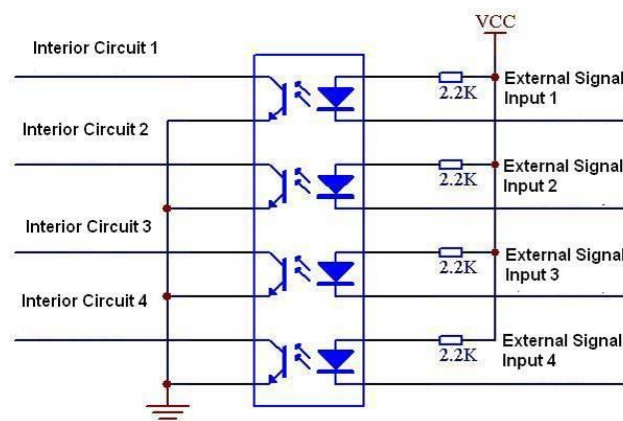 VCC
Interior Circuit 1
2.2K
External Signal
Input 1
Interior Circuit 2
2.2K
External Signal
Input 2
Interior Circuit 3
2.2K
External Signal
Input 3
Interior Circuit 4
2.2K
External Signal
Input 4